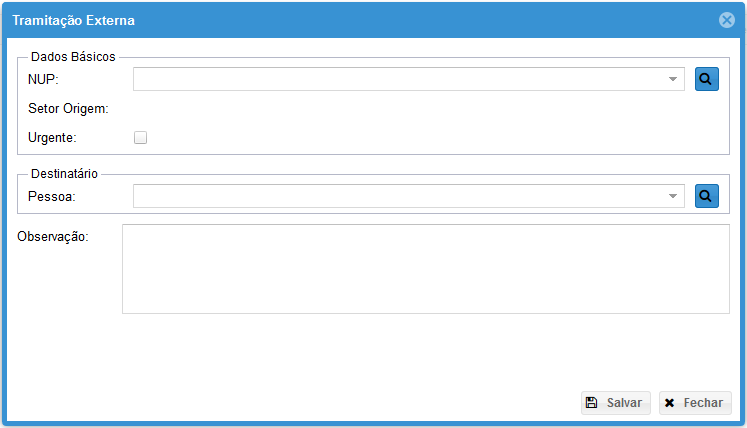 Tramitação Externa
Dados Básicos
NUP:
Setor Origem:
Urgente:
Destinatário
Pessoa:
Observação:
Salvar Fechar